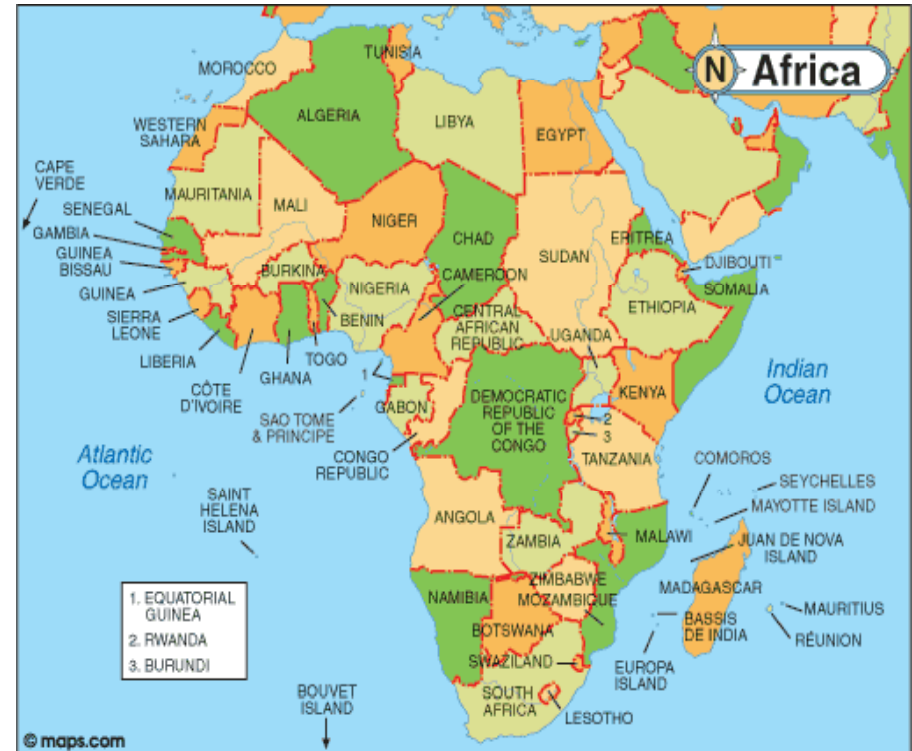 N Africa
TUNISIA
MOROCCO
ALGERIA
LIBYA
EGYPT
WESTERN
SAHARA
CAPE
VERDE
MAURITANIA
MALI
NIGER
CHAD
SUDAN
ERITREA
SENEGAL
GAMBIA
GUINEA
BISSAU
GUINEA
BURKINA
NIGERIA
CAMEROON
DJIBOUTI
SOMALIA
ETHIOPIA
SIERRA
LEONE
LIBERIA
CÔTE
D'IVOIRE
GHANA
TOGO
BENIN
CENTRAL
AFRICAN
REPUBLIC
UGANDA
KENYA
Indian
Ocean
1
GABON
SAO TOME
& PRINCIPE
CONGO
REPUBLIC
DEMOCRATIC
REPUBLIC
OF THE
CONGO
2
3
TANZANIA
Atlantic
Ocean
SAINT
HELENA
ISLAND
COMOROS
SEYCHELLES
MAYOTTE ISLAND
JUAN DE NOVA
ISLAND
ANGOLA
ZAMBIA
MALAWI
ZIMBABWE
MOZAMBIQUE
MADAGASCAR
MAURITIUS
RÉUNION
BASSIS
DE INDIA
EUROPA
ISLAND
NAMIBIA
BOTSWANA
SWAZILAND
SOUTH
AFRICA
LESOTHO
1. EQUATORIAL
GUINEA
2. RWANDA
3. BURUNDI
BOUVET
ISLAND
© maps.com